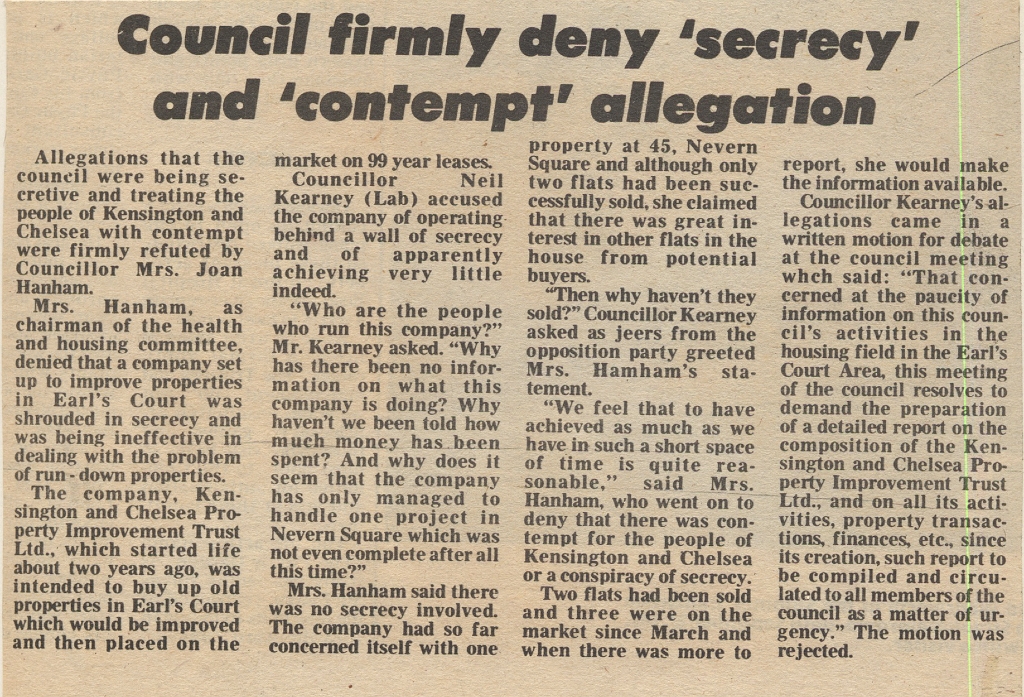 Council firmly deny 'secrecy'
and 'contempt' allegation
Allegations that the
council were being se-
cretive and treating the
people of Kensington and
Chelsea with contempt
were firmly refuted by
Councillor Mrs. Joan
Hanham.
Mrs. Hanham, as
chairman of the health
and housing committee,
denied that a company set
up to improve properties
in Earl's Court was
shrouded in secrecy and
was being ineffective in
dealing with the problem
of run-down properties.
The company, Ken-
sington and Chelsea Pro-
perty Improvement Trust
Ltd., which started life
about two years ago, was
intended to buy up old
properties in Earl's Court
which would be improved
and then placed on the
market on 99 year leases.
Councillor Neil
Kearney (Lab) accused
the company of operating
behind a wall of secrecy
and of apparently
achieving very little
indeed.
"Who are the people
who run this company?"
Mr. Kearney asked. "Why
has there been no infor-
mation on what this
company is doing? Why
haven't we been told how
much money has been
spent? And why does it
seem that the company
has only managed to
handle one project in
Nevern Square which was
not even complete after all
this time?"
Mrs. Hanham said there
was no secrecy involved.
The company had so far
concerned itself with one
property at 45, Nevern
Square and although only
two flats had been suc-
cessfully sold, she claimed
that there was great in-
terest in other flats in the
house from potential
buyers.
"Then why haven't they
sold?" Councillor Kearney
asked as jeers from the
opposition party greeted
Mrs. Hamham's sta-
tement.
"We feel that to have
achieved as much as we
have in such a short space
of time is quite rea-
sonable," said Mrs.
Hanham, who went on to
deny that there was con-
tempt for the people of
Kensington and Chelsea
or a conspiracy of secrecy.
Two flats had been sold
and three were on the
market since March and
when there was more to
report, she would make
the information available.
Councillor Kearney's al-
legations came in a
written motion for debate
at the council meeting
whch said: "That con-
cerned at the paucity of
information on this coun-
cil's activities in the
housing field in the Earl's
Court Area, this meeting
of the council resolves to
demand the preparation
of a detailed report on the
composition of the Ken-
sington and Chelsea Pro-
perty Improvement Trust
Ltd., and on all its acti-
vities, property transac-
tions, finances, etc., since
its creation, such report to
be compiled and circu-
lated to all members of the
council as a matter of ur-
gency." The motion was
rejected.